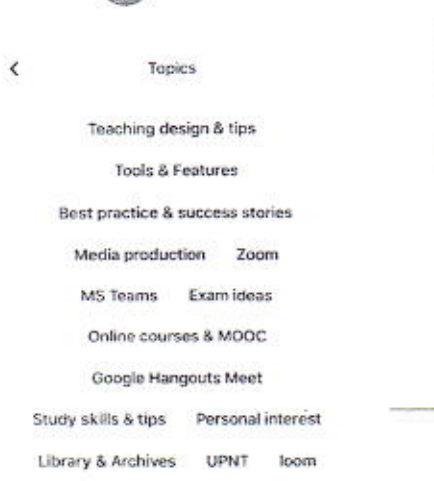 Topics
Teaching design & tips
Tools & Features
Best practice & success stories
Media production Zoom
MS Teams Exam ideas
Online courses & MOOC
Google Hangouts Meet
Study skills & tips Personal interest
Library & Archives UPNT loom